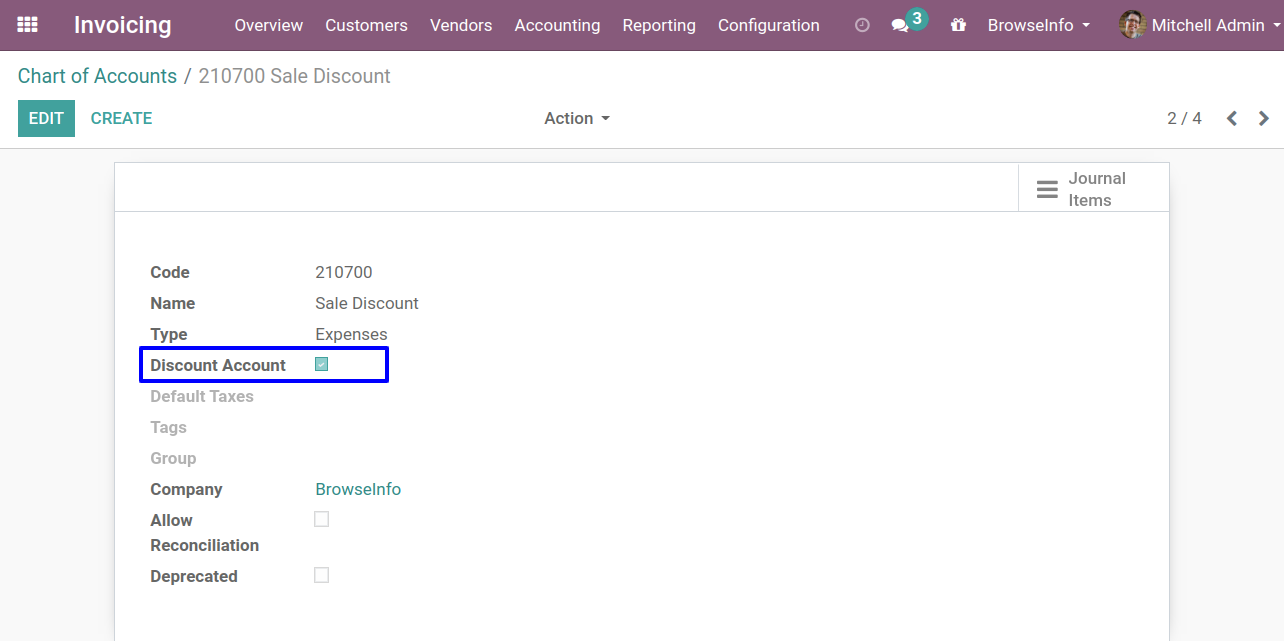 Invoicing Overview Customers Vendors Accounting Reporting Configuration 3 BrowseInfo Mitchell Admin
Chart of Accounts / 210700 Sale Discount
EDIT CREATE Action 2 / 4
Journal
Items
Code 210700
Name Sale Discount
Type Expenses
Discount Account
Default Taxes
Tags
Group
Company BrowseInfo
Allow
Reconciliation
Deprecated